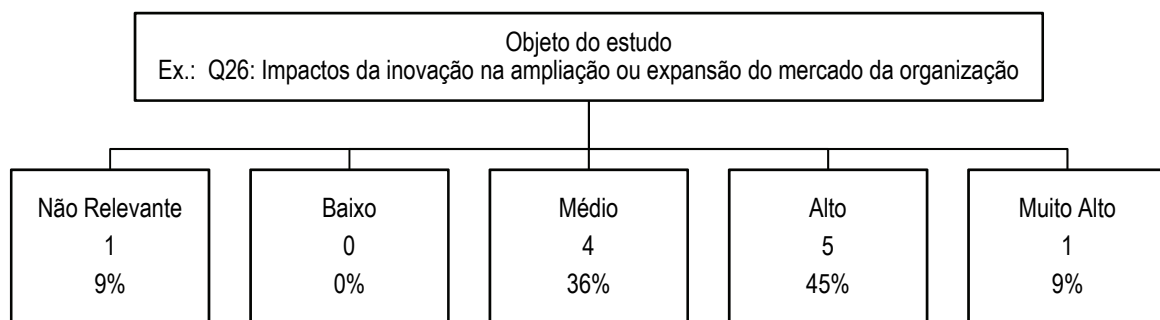 Objeto do estudo
Ex.: Q26: Impactos da inovação na ampliação ou expansão do mercado da organização
Não Relevante
1
9%
Baixo
0
0%
Médio
4
36%
Alto
5
45%
Muito Alto
1
9%